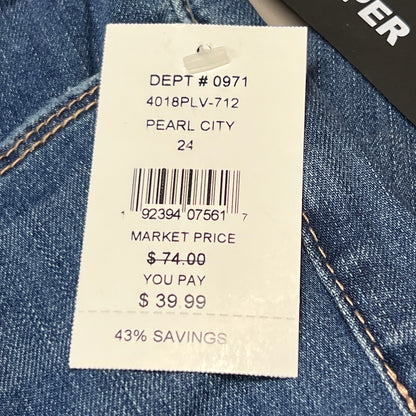 PER
DEPT # 0971
4018PLV-712
PEARL CITY
24
1 92394 07561 7
MARKET PRICE
$ 74.00
YOU PAY
$ 39.99
43% SAVINGS